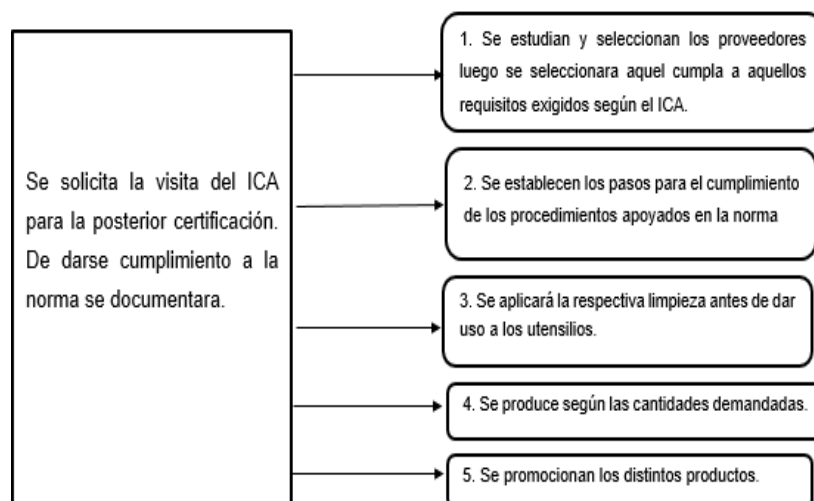 Se solicita la visita del ICA
para la posterior certificación.
De darse cumplimiento a la
norma se documentara.
1. Se estudian y seleccionan los proveedores
luego se seleccionara aquel cumpla a aquellos
requisitos exigidos según el ICA.
2. Se establecen los pasos para el cumplimiento
de los procedimientos apoyados en la norma
3. Se aplicará la respectiva limpieza antes de dar
uso a los utensilios.
4. Se produce según las cantidades demandadas.
5. Se promocionan los distintos productos.